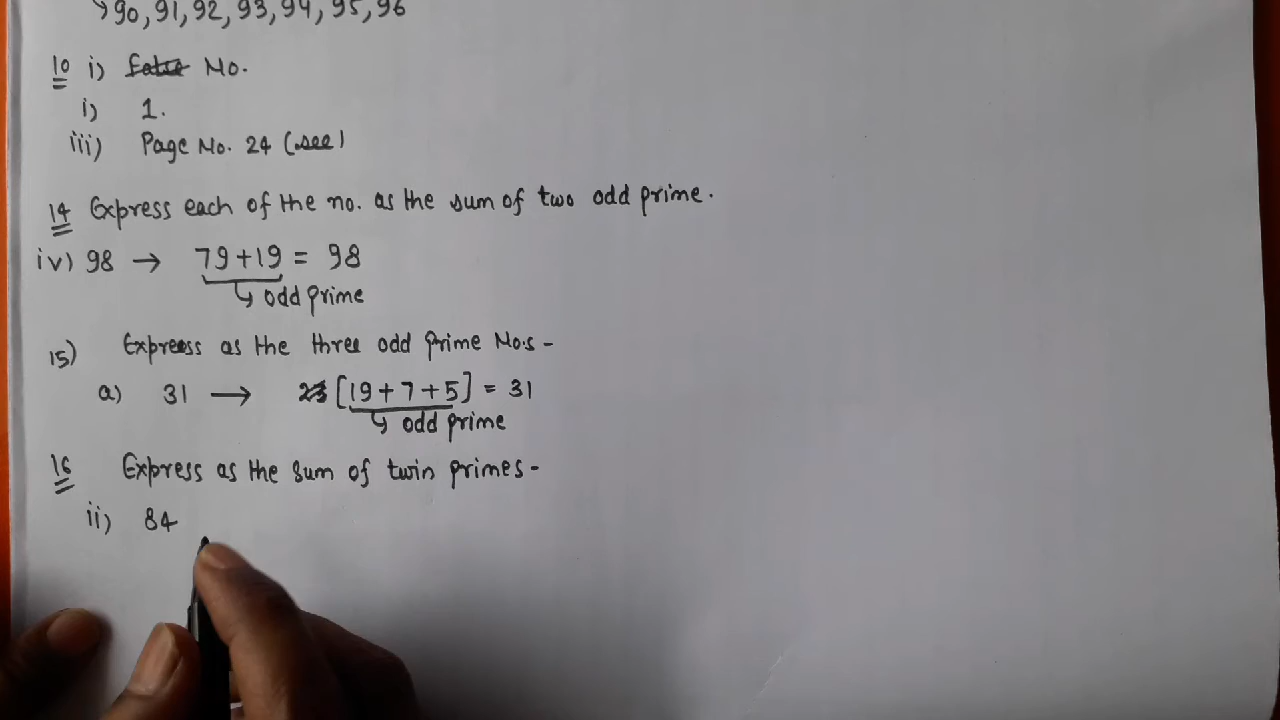 →90, 91, 92, 93, 94, 95, 96
10 i) false No.
i) 1.
iii) Page No. 24 (see)
14 Express each of the no. as the sum of two odd prime.
iv) 98 → 79+19 = 98
↳ odd prime
15) Express as the three odd prime No.s -
a) 31 → 23 [19+7+5] = 31
↳ odd prime
16 Express as the sum of twin primes -
ii) 84